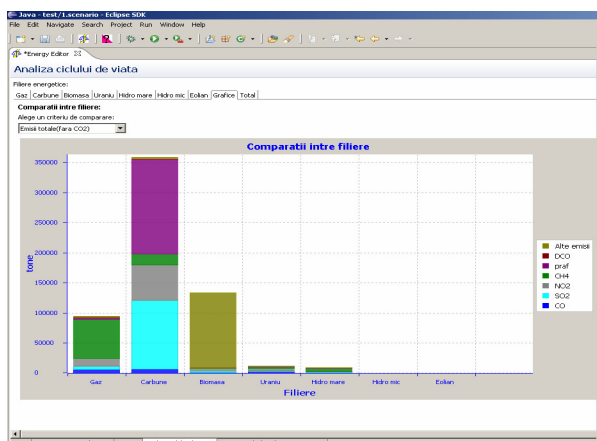 Java - test/1.scenario - Eclipse SDK
File Edit Navigate Search Project Run Window Help
*Energy Editor
Analiza ciclului de viata
Filiere energetice:
Gaz Carbune Biomasa Uraniu Hidro mare Hidro mic Eolian Grafice Total
Comparatii intre filiere:
Alege un criteriu de comparare:
Emisii totale(fara CO2)
Comparatii intre filiere
350000
300000
250000
200000
150000
100000
50000
0
tone
Alte emisii
DCO
praf
CH4
NO2
SO2
CO
Gaz Carbune Biomasa Uraniu Hidro mare Hidro mic Eolian
Filiere